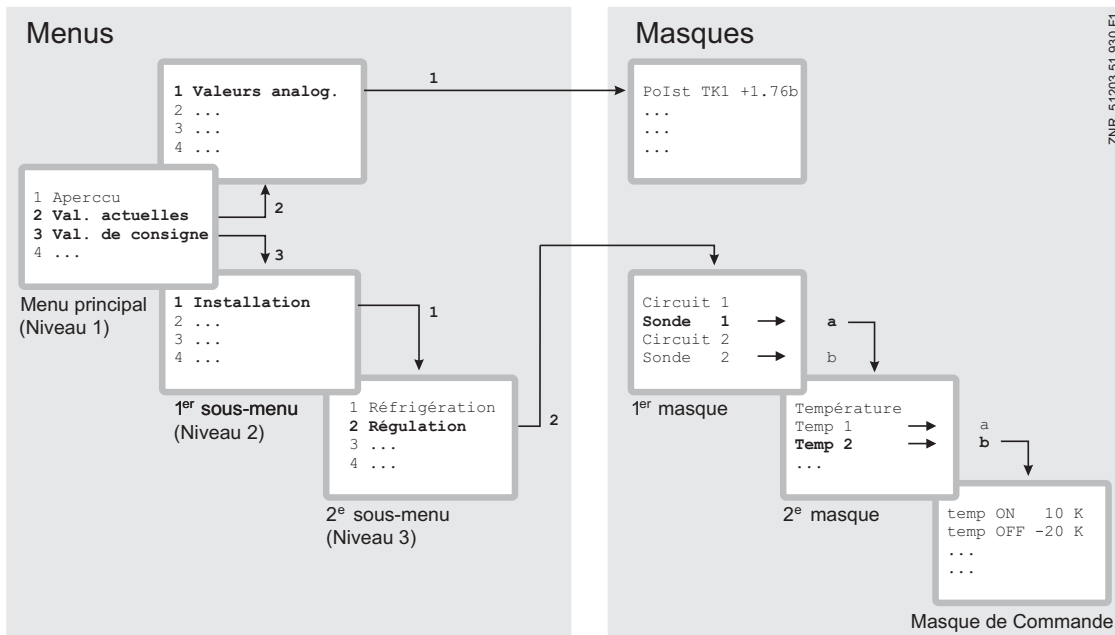 Menus
1 Valeurs analog.
2 ...
3 ...
4 ...
1
1 Aperccu
2 Val. actuelles
3 Val. de consigne
4 ...
2
3
Menu principal
(Niveau 1)
1 Installation
2 ...
3 ...
4 ...
1
1er sous-menu
(Niveau 2)
1 Réfrigération
2 Régulation
3 ...
4 ...
2
2e sous-menu
(Niveau 3)
Masques
PoIst TK1 +1.76b
...
...
...
Circuit 1
Sonde 1
Circuit 2
Sonde 2
a
b
1er masque
Température
Temp 1
Temp 2
...
a
b
2e masque
temp ON 10 K
temp OFF -20 K
...
...
Masque de Commande
ZNR. 51203 51 930 F1